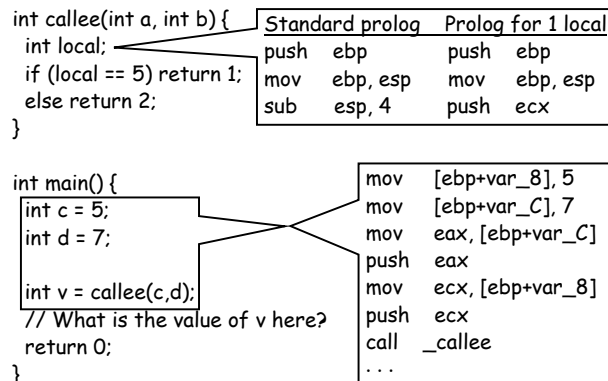 int callee(int a, int b) {
int local;
if (local == 5) return 1;
else return 2;
}
Standard prolog Prolog for 1 local
push ebp push ebp
mov ebp, esp mov ebp, esp
sub esp, 4 push ecx
int main() {
int c = 5;
int d = 7;
int v = callee(c,d);
// What is the value of v here?
return 0;
}
mov [ebp+var_8], 5
mov [ebp+var_C], 7
mov eax, [ebp+var_C]
push eax
mov ecx, [ebp+var_8]
push ecx
call _callee
. . .